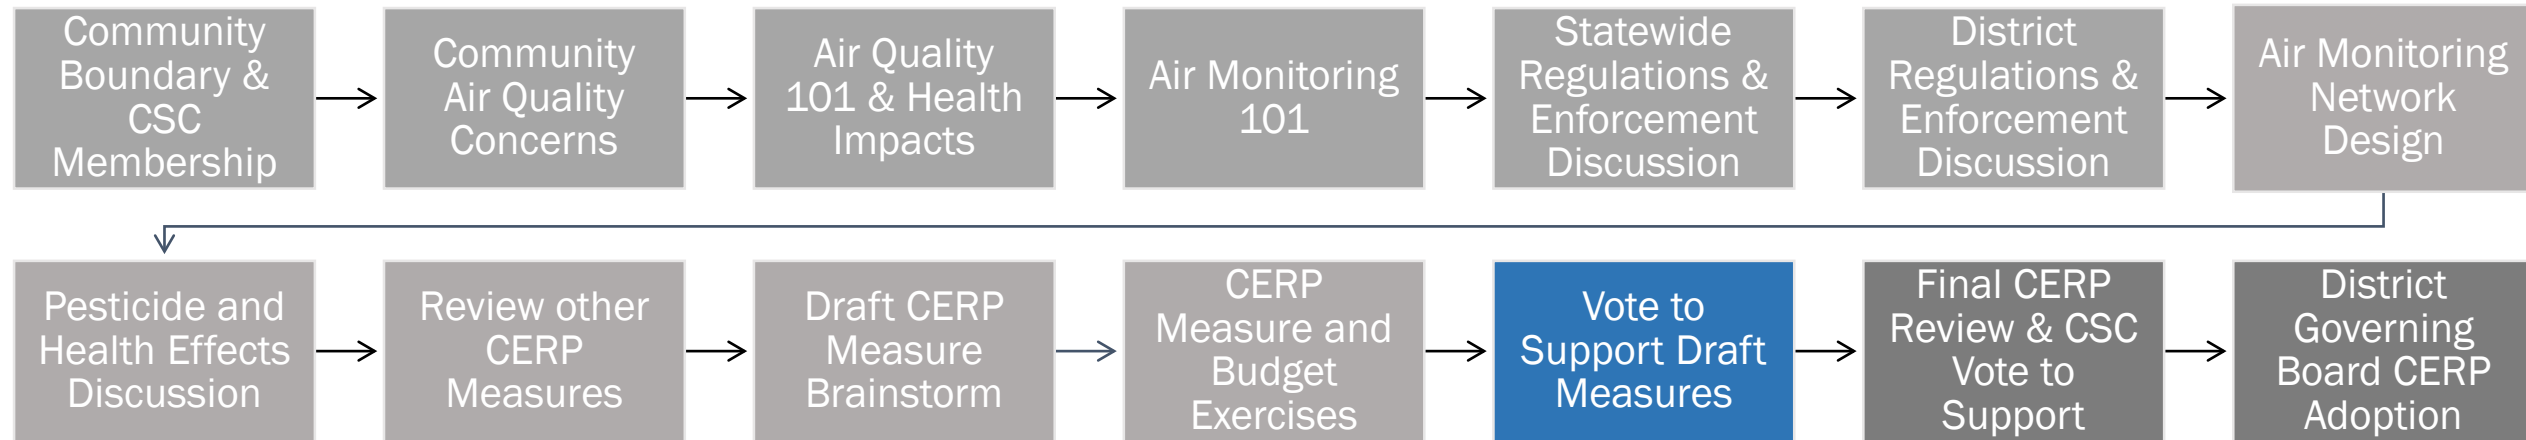 Community
Boundary &
CSC
Membership
Community
Air Quality
Concerns
Air Quality
101 & Health
Impacts
Air Monitoring
101
Statewide
Regulations &
Enforcement
Discussion
District
Regulations &
Enforcement
Discussion
Air Monitoring
Network
Design
Pesticide and
Health Effects
Discussion
Review other
CERP
Measures
Draft CERP
Measure
Brainstorm
CERP
Measure and
Budget
Exercises
Vote to
Support Draft
Measures
Final CERP
Review & CSC
Vote to
Support
District
Governing
Board CERP
Adoption